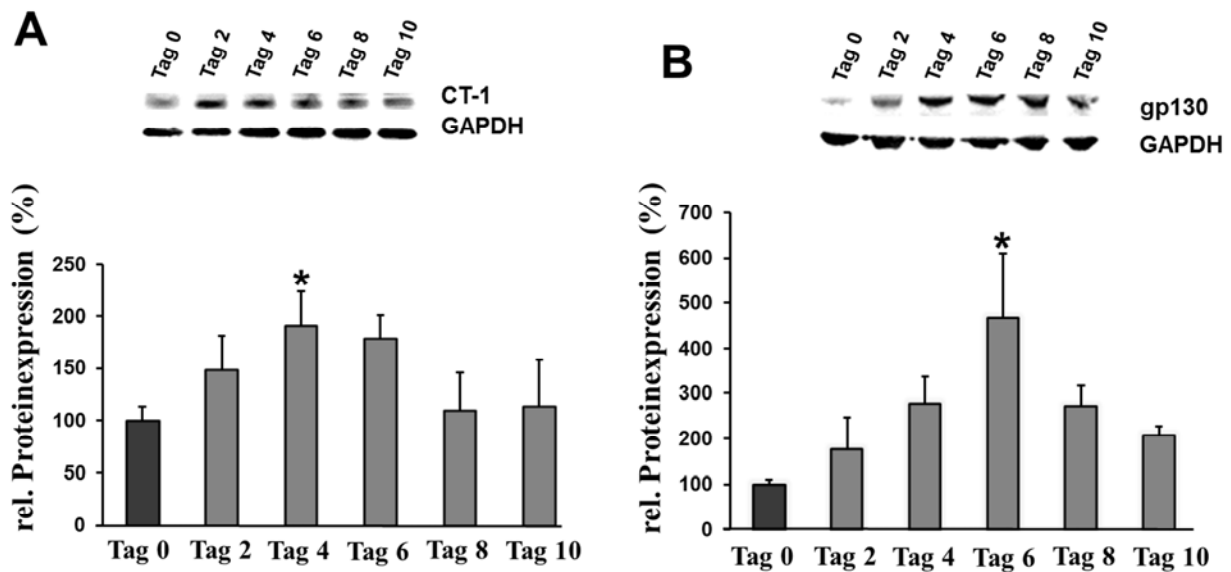 A
Tag 0 Tag 2 Tag 4 Tag 6 Tag 8 Tag 10
CT-1
GAPDH
rel. Proteinexpression (%)
250
200
150
100
50
0
*
Tag 0 Tag 2 Tag 4 Tag 6 Tag 8 Tag 10
B
Tag 0 Tag 2 Tag 4 Tag 6 Tag 8 Tag 10
gp130
GAPDH
rel. Proteinexpression (%)
700
600
500
400
300
200
100
0
*
Tag 0 Tag 2 Tag 4 Tag 6 Tag 8 Tag 10